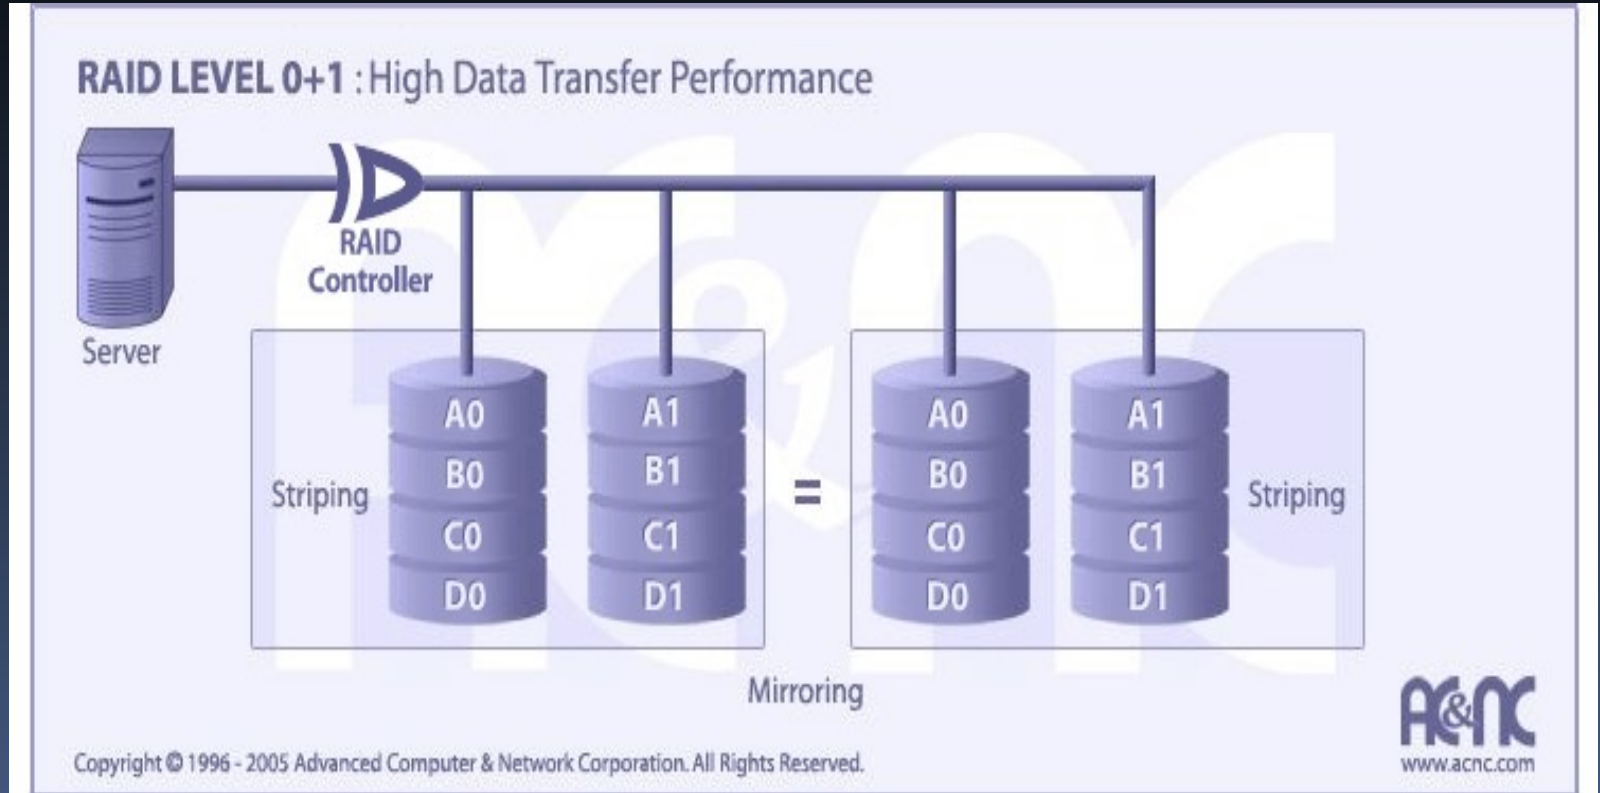 RAID LEVEL 0+1 : High Data Transfer Performance
RAID
Controller
Server
Striping
A0
B0
C0
D0
A1
B1
C1
D1
=
A0
B0
C0
D0
A1
B1
C1
D1
Striping
Mirroring
AC&NC
www.acnc.com
Copyright © 1996 - 2005 Advanced Computer & Network Corporation. All Rights Reserved.